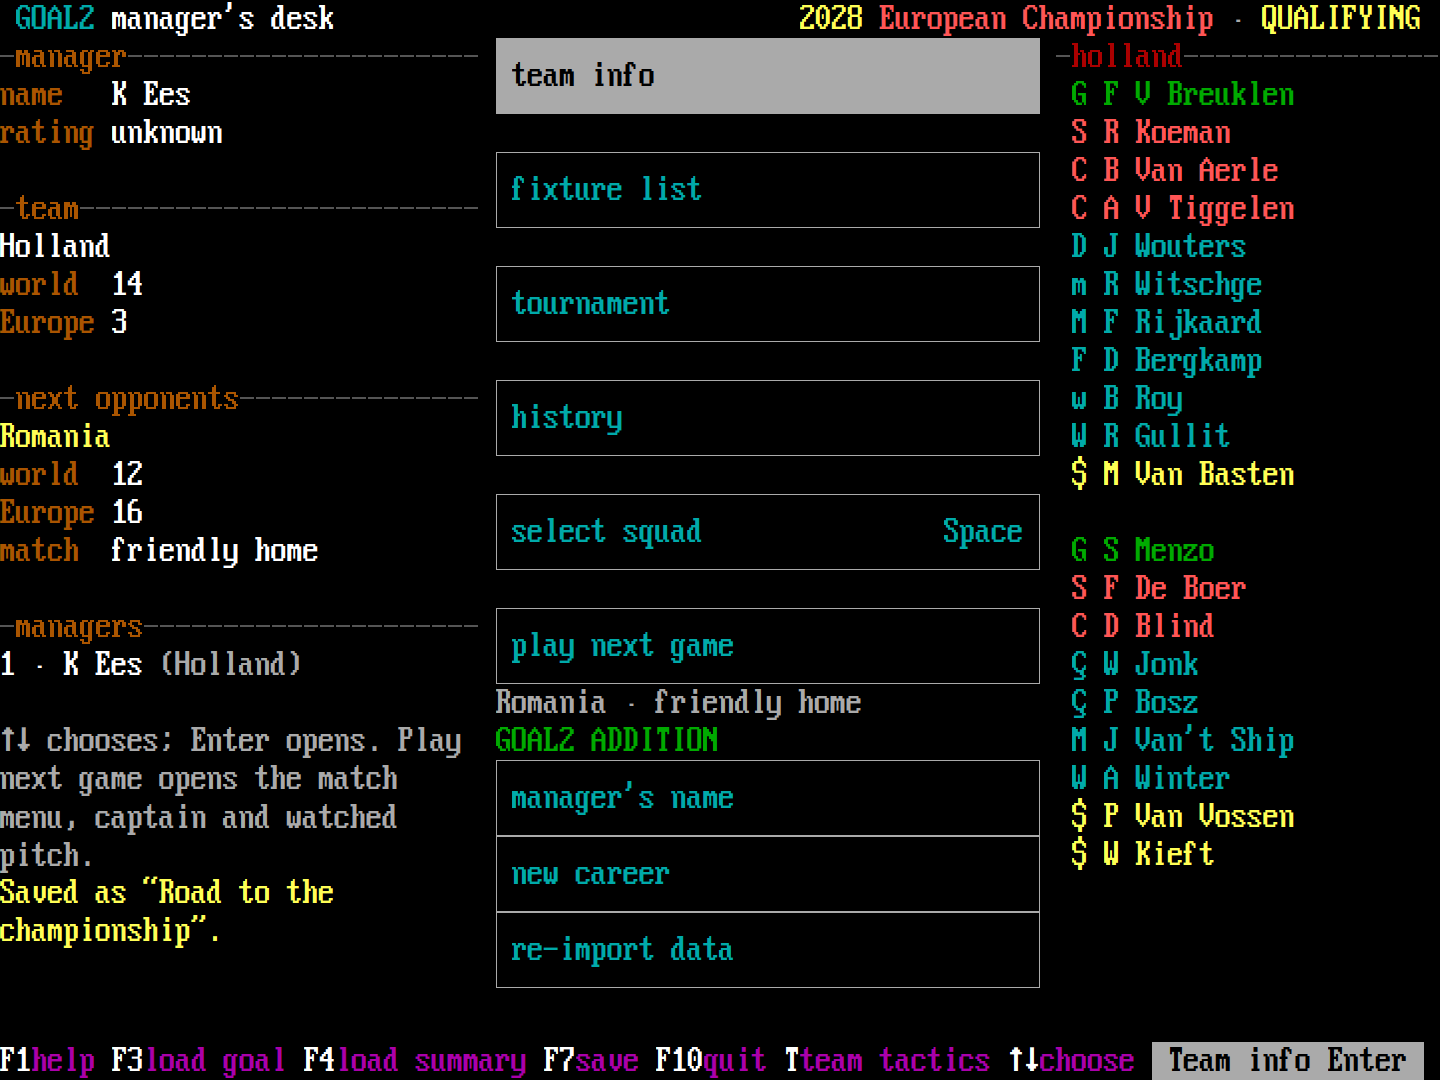 GOAL2 manager's desk
2028 European Championship · QUALIFYING
manager
name K Ees
rating unknown
team
Holland
world 14
Europe 3
next opponents
Romania
world 12
Europe 16
match friendly home
managers
1 · K Ees (Holland)
↑↓ chooses; Enter opens. Play
next game opens the match
menu, captain and watched
pitch.
Saved as “Road to the
championship”.
team info
fixture list
tournament
history
select squad Space
play next game
Romania · friendly home
GOAL2 ADDITION
manager's name
new career
re-import data
holland
G F V Breuklen
S R Koeman
C B Van Aerle
C A V Tiggelen
D J Wouters
m R Witschge
M F Rijkaard
F D Bergkamp
w B Roy
W R Gullit
$ M Van Basten
G S Menzo
S F De Boer
C D Blind
Ç W Jonk
Ç P Bosz
M J Van't Ship
W A Winter
$ P Van Vossen
$ W Kieft
F1help F3load goal F4load summary F7save F10quit Tteam tactics ↑↓choose Team info Enter